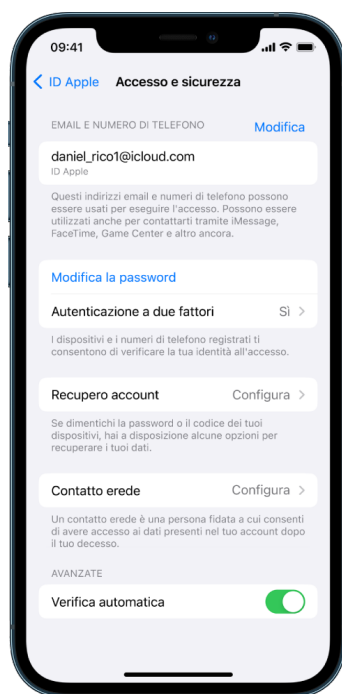 09:41
ID Apple Accesso e sicurezza
EMAIL E NUMERO DI TELEFONO Modifica
daniel_rico1@icloud.com
ID Apple
Questi indirizzi email e numeri di telefono possono
essere usati per eseguire l'accesso. Possono essere
utilizzati anche per contattarti tramite iMessage,
FaceTime, Game Center e altro ancora.
Modifica la password
Autenticazione a due fattori Sì
I dispositivi e i numeri di telefono registrati ti
consentono di verificare la tua identità all'accesso.
Recupero account Configura
Se dimentichi la password o il codice dei tuoi
dispositivi, hai a disposizione alcune opzioni per
recuperare i tuoi dati.
Contatto erede Configura
Un contatto erede è una persona fidata a cui consenti
di avere accesso ai dati presenti nel tuo account dopo
il tuo decesso.
AVANZATE
Verifica automatica